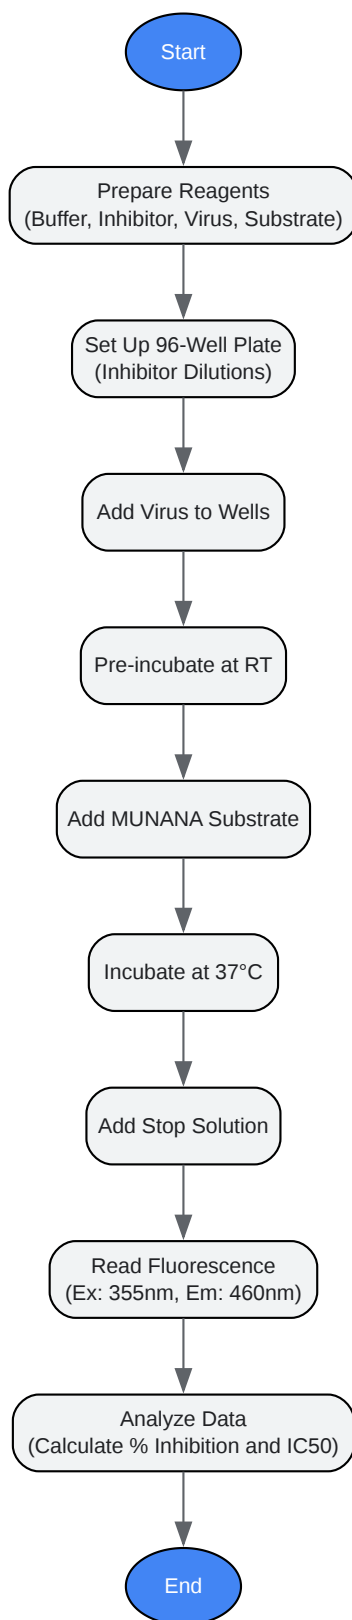 Start
Prepare Reagents
(Buffer, Inhibitor, Virus, Substrate)
Set Up 96-Well Plate
(Inhibitor Dilutions)
Add Virus to Wells
Pre-incubate at RT
Add MUNANA Substrate
Incubate at 37°C
Add Stop Solution
Read Fluorescence
(Ex: 355nm, Em: 460nm)
Analyze Data
(Calculate % Inhibition and IC50)
End